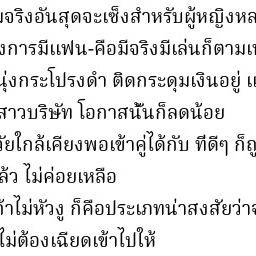 จริงอันสุดจะเซ็งสำหรับผู้หญิงหล
งการมีแฟน-คือมีจริงมีเล่นก็ตามเ
นุ่งกระโปรงดำ ติดกระดุมเงินอยู่
สาวบริษัท โอกาสนั้นก็ลดน้อย
วัยใกล้เคียงพอเข้าคู่ได้กับ ทีดีๆ ก็ถู
ล้ว ไม่ค่อยเหลือ
ถ้าไม่หัวงู ก็คือประเภทน่าสงสัยว่า
ไม่ต้องเฉียดเข้าไปให้